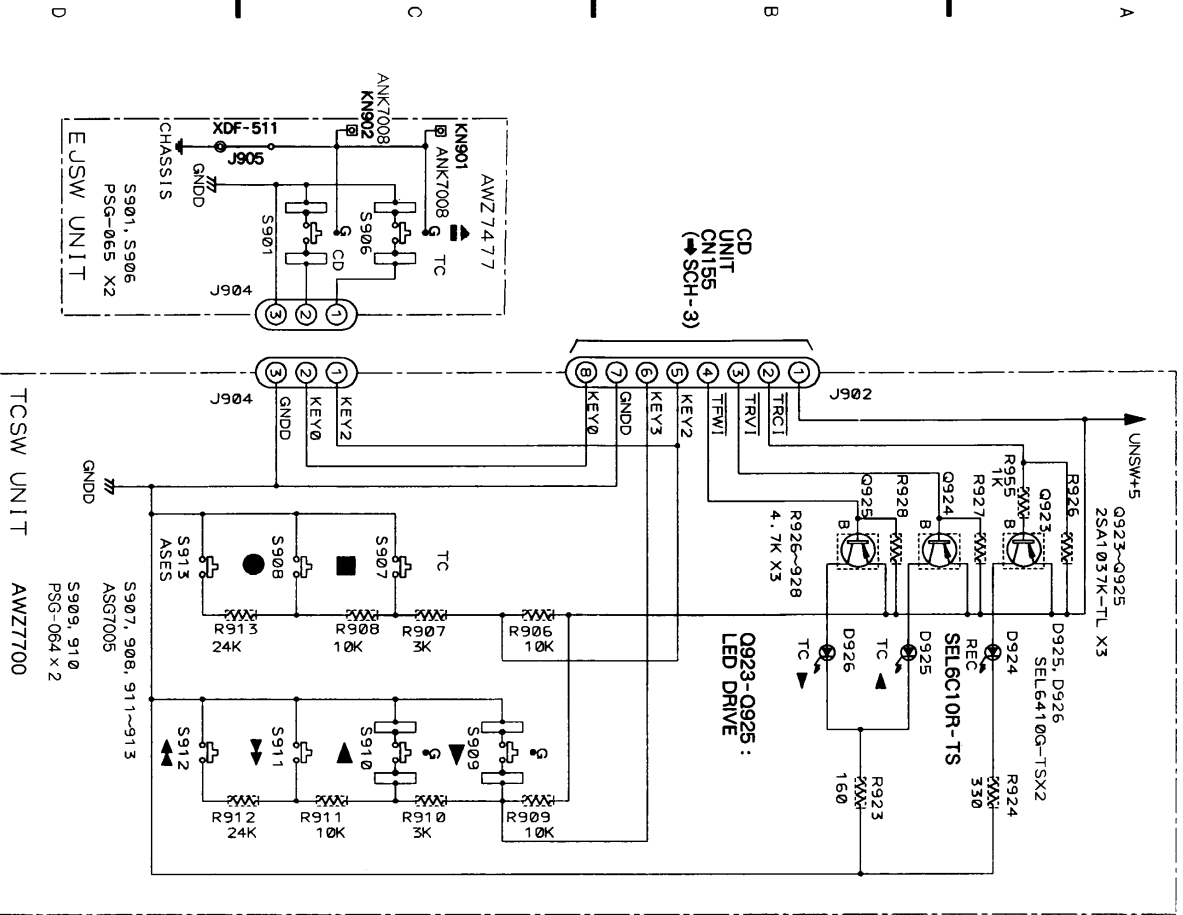 D
C
B
A
ANK7008
KN902
XDF-511
J905
CHASSIS
GNDD
KN901
ANK7008
AWZ7477
S901
G
CD
S906
G
TC
S901, S906
PSG-065 X2
EJSW UNIT
J904
3
2
1
CD
UNIT
CN155
(➡SCH-3)
J904
3
2
1
GNDD
KEY0
KEY2
8
7
6
5
4
3
2
1
J902
KEY0
GNDD
KEY3
KEY2
TFWI
TRVI
TRCI
UNSW+5
GNDD
TCSW UNIT
AWZ7700
Q923-Q925
2SA1037K-TL X3
R926
Q923
B
R955
1K
R927
Q924
B
R928
Q925
B
R926~928
4.7K X3
S913
ASES
S908
S907
TC
R913
24K
R908
10K
R907
3K
R906
10K
Q923-Q925:
LED DRIVE
D926
TC
D925
TC
SEL6C10R-TS
D924
REC
D925, D926
SEL6410G-TSX2
R923
160
R924
330
S907, 908, 911~913
ASG7005
S909, 910
PSG-064×2
S912
S911
S910
G
S909
G
R912
24K
R911
10K
R910
3K
R909
10K